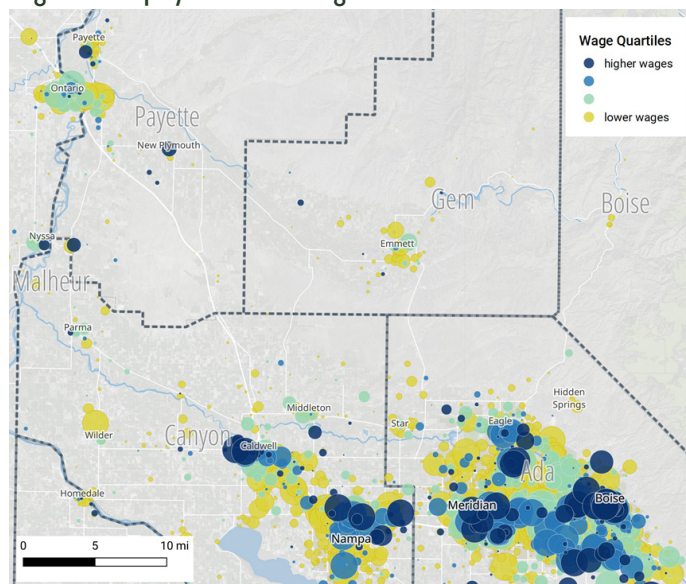 Wage Quartiles
higher wages
lower wages
Payette
Ontario
Payette
New Plymouth
Gem
Boise
Nyssa
Emmett
Malheur
Parma
Hidden
Springs
Middleton
Star
Eagle
Wilder
Canyon
Caldwell
Ada
Homedale
Meridian
Boise
Nampa
0 5 10 mi